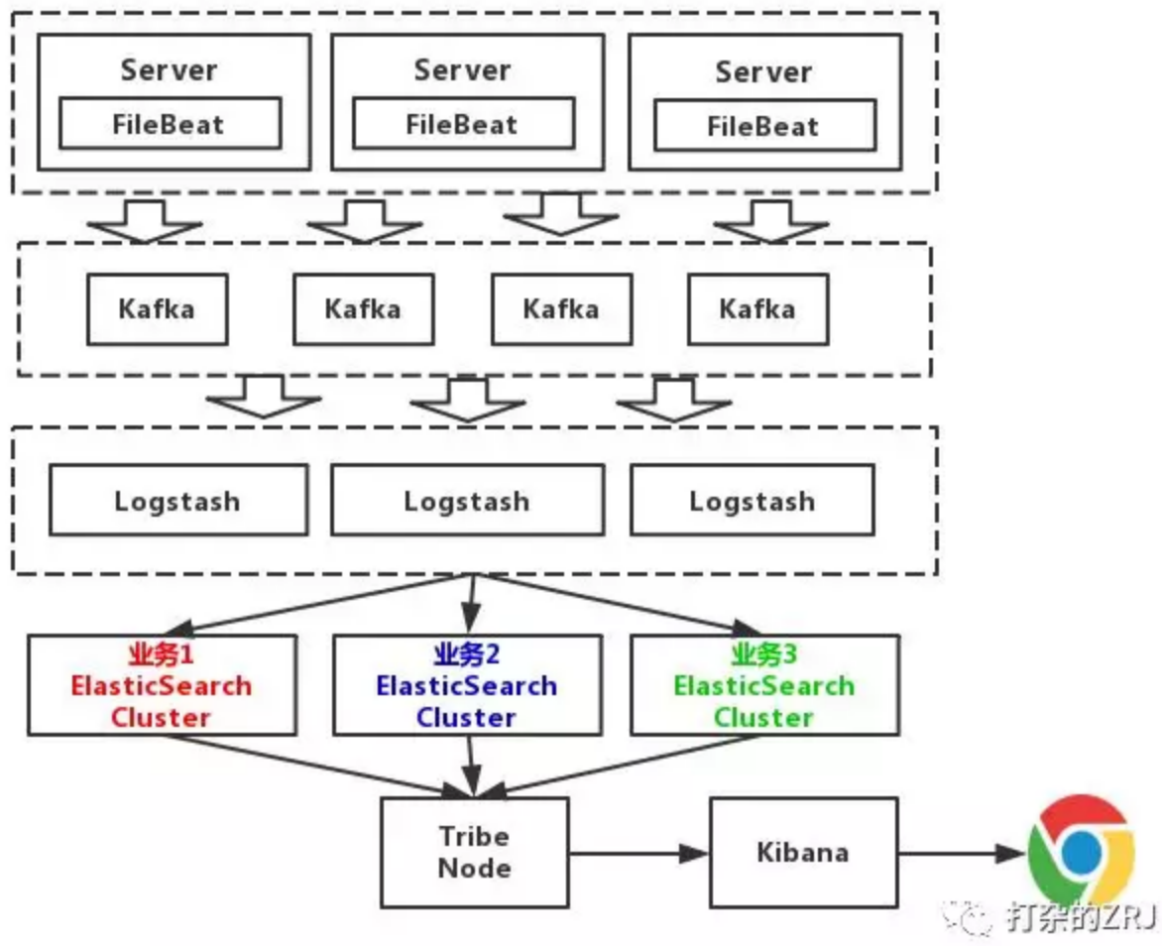 Server
Server
Server
FileBeat
FileBeat
FileBeat
Kafka
Kafka
Kafka
Kafka
Logstash
Logstash
Logstash
业务1
ElasticSearch
Cluster
业务2
ElasticSearch
Cluster
业务3
ElasticSearch
Cluster
Tribe
Node
Kibana
打杂的ZRJ